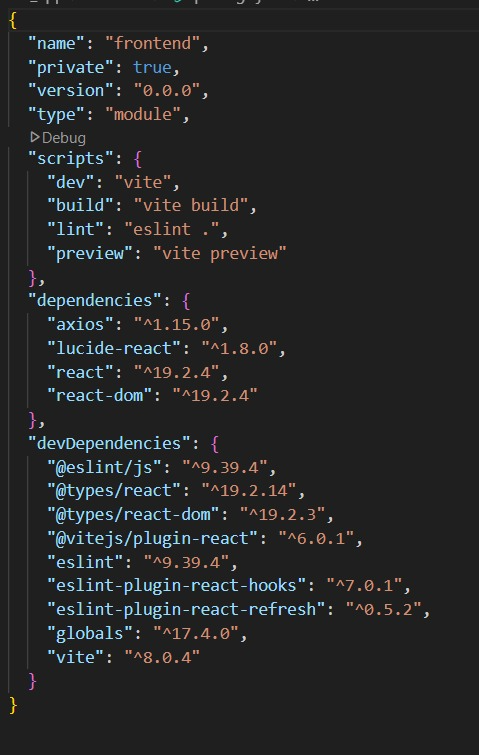 {
"name": "frontend",
"private": true,
"version": "0.0.0",
"type": "module",
Debug
"scripts": {
"dev": "vite",
"build": "vite build",
"lint": "eslint .",
"preview": "vite preview"
},
"dependencies": {
"axios": "^1.15.0",
"lucide-react": "^1.8.0",
"react": "^19.2.4",
"react-dom": "^19.2.4"
},
"devDependencies": {
"@eslint/js": "^9.39.4",
"@types/react": "^19.2.14",
"@types/react-dom": "^19.2.3",
"@vitejs/plugin-react": "^6.0.1",
"eslint": "^9.39.4",
"eslint-plugin-react-hooks": "^7.0.1",
"eslint-plugin-react-refresh": "^0.5.2",
"globals": "^17.4.0",
"vite": "^8.0.4"
}
}